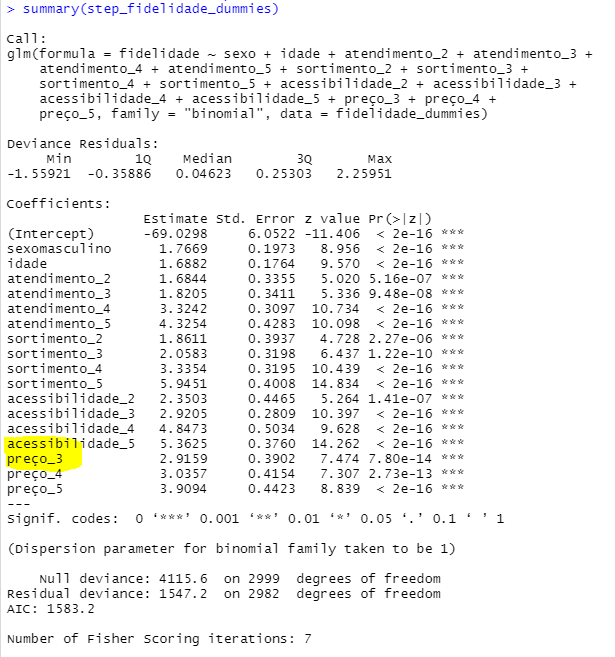 > summary(step_fidelidade_dummies)
Call:
glm(formula = fidelidade ~ sexo + idade + atendimento_2 + atendimento_3 +
atendimento_4 + atendimento_5 + sortimento_2 + sortimento_3 +
sortimento_4 + sortimento_5 + acessibilidade_2 + acessibilidade_3 +
acessibilidade_4 + acessibilidade_5 + preço_3 + preço_4 +
preço_5, family = "binomial", data = fidelidade_dummies)
Deviance Residuals:
Min 1Q Median 3Q Max
-1.55921 -0.35886 0.04623 0.25303 2.25951
Coefficients:
Estimate Std. Error z value Pr(>|z|)
(Intercept) -69.0298 6.0522 -11.406 < 2e-16 ***
sexomasculino 1.7669 0.1973 8.956 < 2e-16 ***
idade 1.6882 0.1764 9.570 < 2e-16 ***
atendimento_2 1.6844 0.3355 5.020 5.16e-07 ***
atendimento_3 1.8205 0.3411 5.336 9.48e-08 ***
atendimento_4 3.3242 0.3097 10.734 < 2e-16 ***
atendimento_5 4.3254 0.4283 10.098 < 2e-16 ***
sortimento_2 1.8611 0.3937 4.728 2.27e-06 ***
sortimento_3 2.0583 0.3198 6.437 1.22e-10 ***
sortimento_4 3.3354 0.3195 10.439 < 2e-16 ***
sortimento_5 5.9451 0.4008 14.834 < 2e-16 ***
acessibilidade_2 2.3503 0.4465 5.264 1.41e-07 ***
acessibilidade_3 2.9205 0.2809 10.397 < 2e-16 ***
acessibilidade_4 4.8473 0.5034 9.628 < 2e-16 ***
acessibilidade_5 5.3625 0.3760 14.262 < 2e-16 ***
preço_3 2.9159 0.3902 7.474 7.80e-14 ***
preço_4 3.0357 0.4154 7.307 2.73e-13 ***
preço_5 3.9094 0.4423 8.839 < 2e-16 ***
---
Signif. codes: 0 ‘***’ 0.001 ‘**’ 0.01 ‘*’ 0.05 ‘.’ 0.1 ‘ ’ 1
(Dispersion parameter for binomial family taken to be 1)
Null deviance: 4115.6 on 2999 degrees of freedom
Residual deviance: 1547.2 on 2982 degrees of freedom
AIC: 1583.2
Number of Fisher Scoring iterations: 7